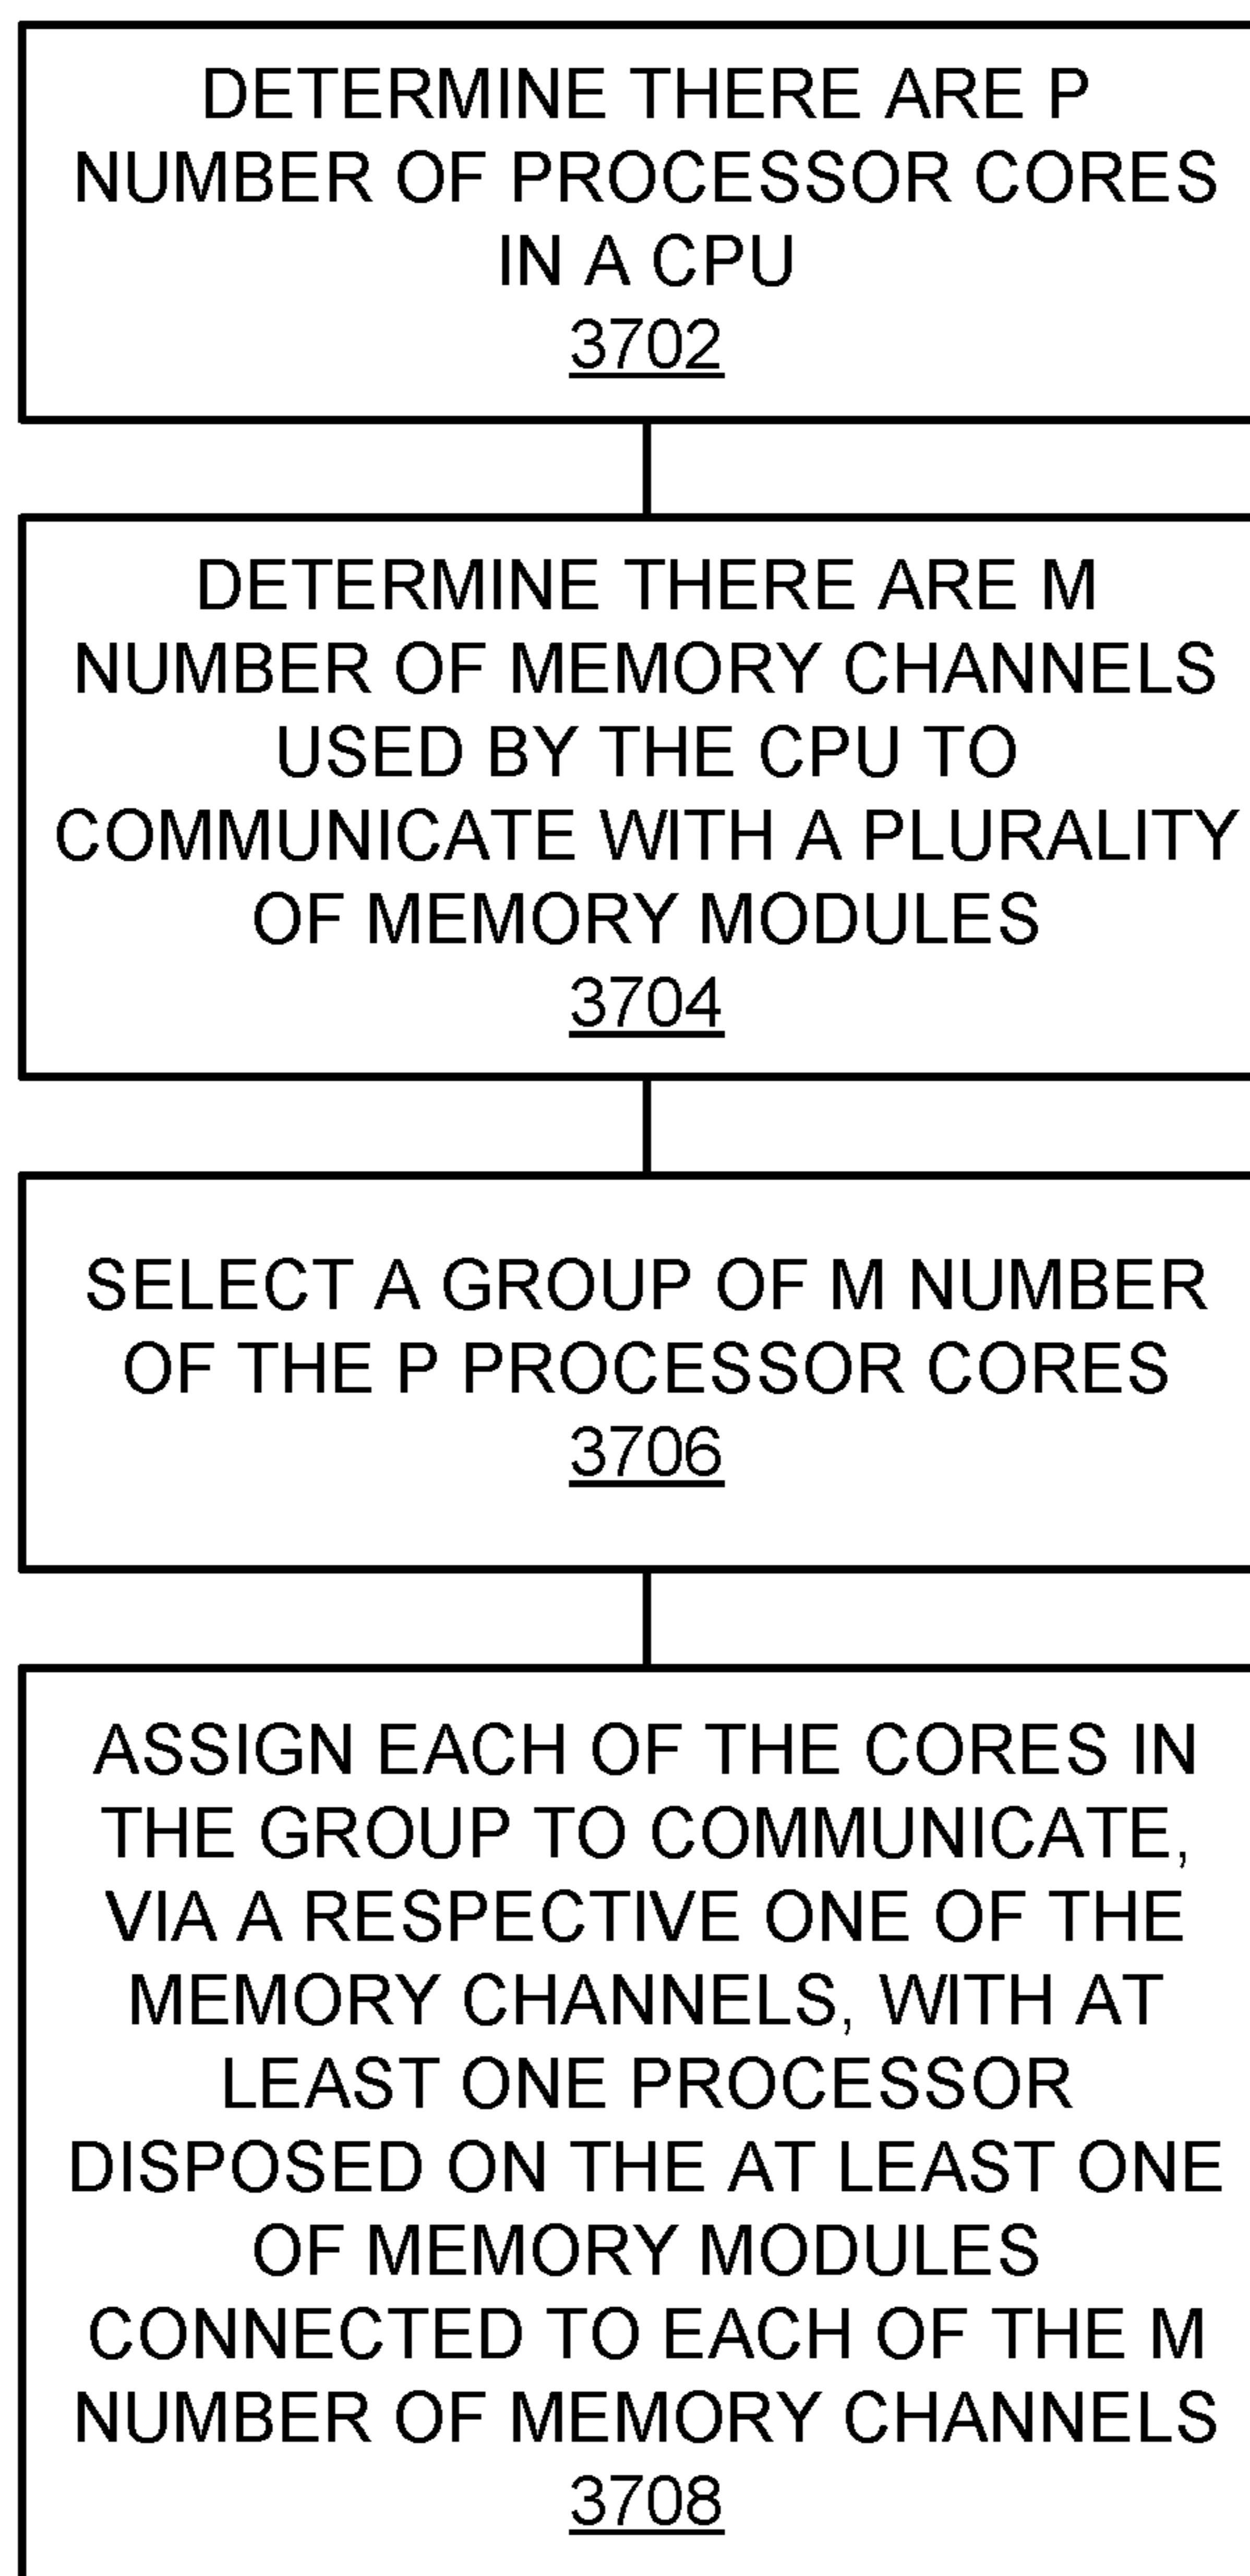 DETERMINE THERE ARE P
NUMBER OF PROCESSOR CORES
IN A CPU
3702
DETERMINE THERE ARE M
NUMBER OF MEMORY CHANNELS
USED BY THE CPU TO
COMMUNICATE WITH A PLURALITY
OF MEMORY MODULES
3704
SELECT A GROUP OF M NUMBER
OF THE P PROCESSOR CORES
3706
ASSIGN EACH OF THE CORES IN
THE GROUP TO COMMUNICATE,
VIA A RESPECTIVE ONE OF THE
MEMORY CHANNELS, WITH AT
LEAST ONE PROCESSOR
DISPOSED ON THE AT LEAST ONE
OF MEMORY MODULES
CONNECTED TO EACH OF THE M
NUMBER OF MEMORY CHANNELS
3708